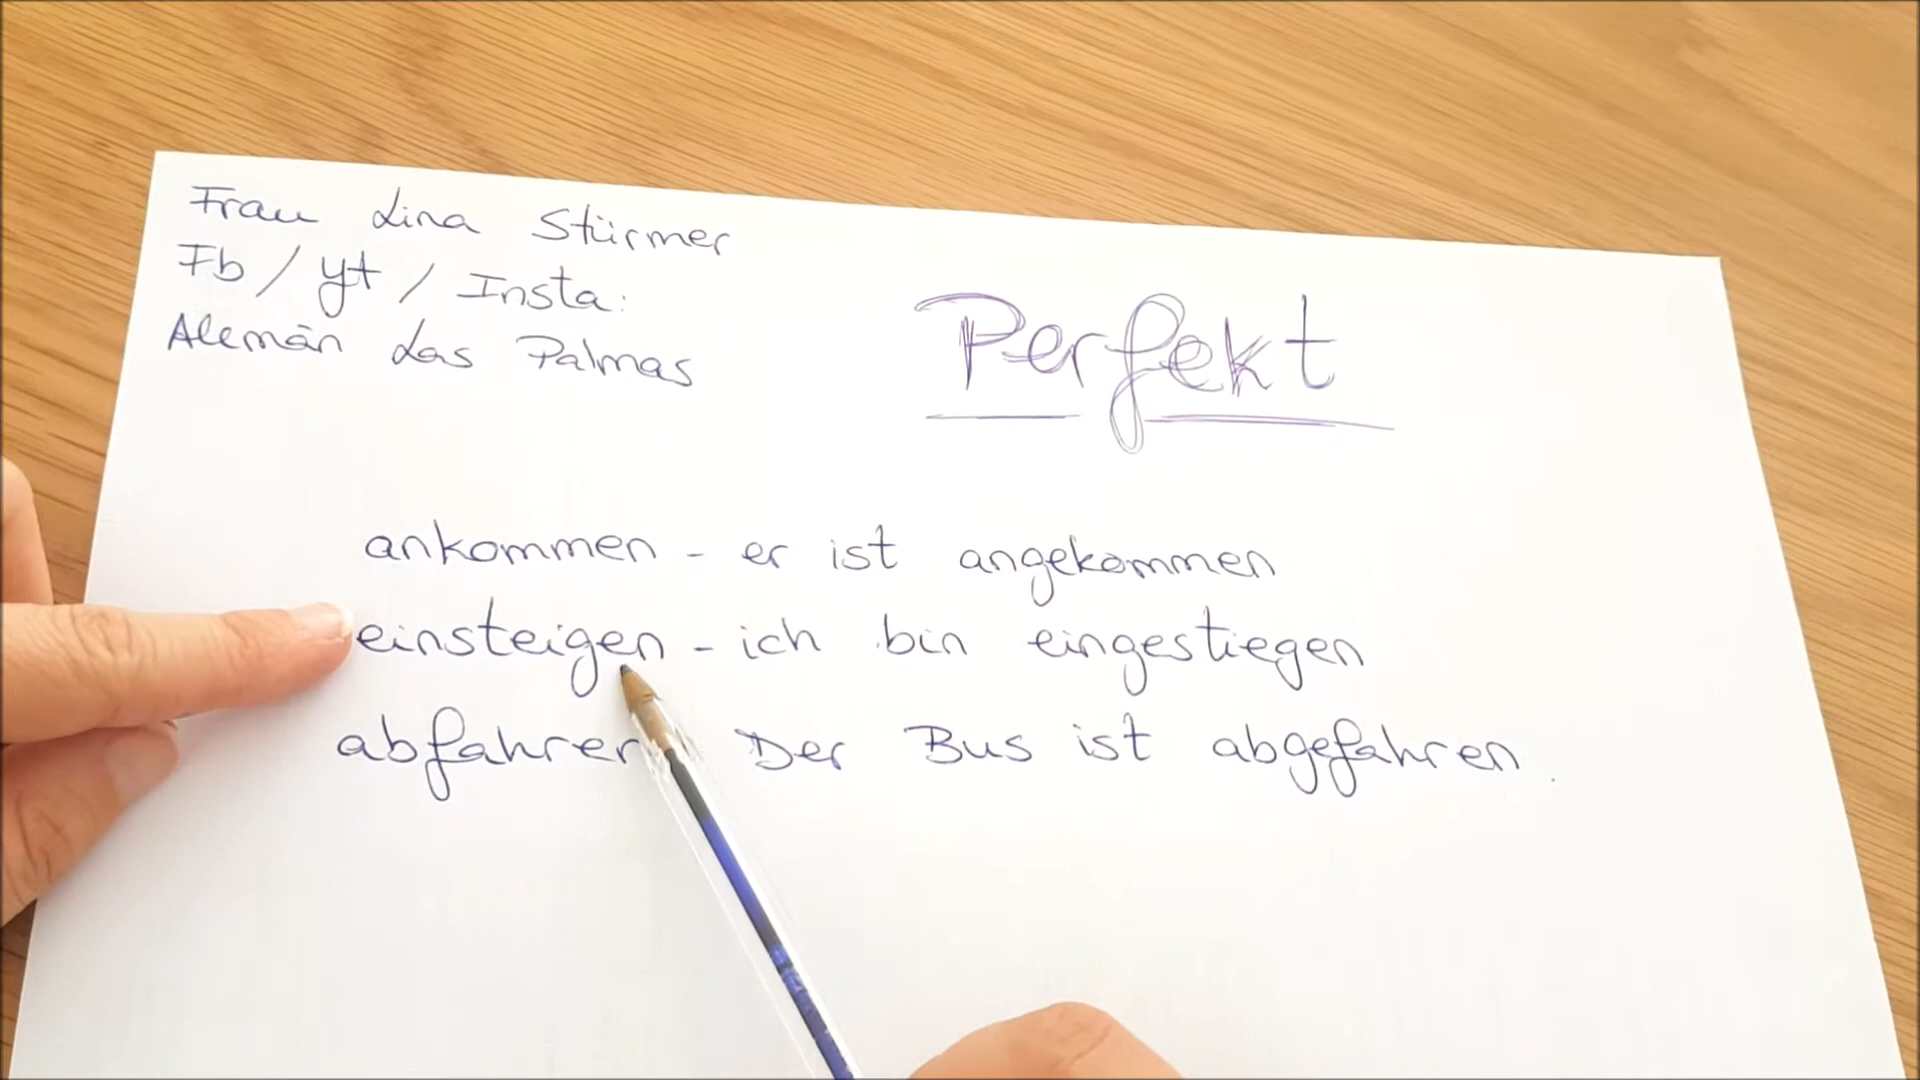 Frau Lina Stürmer
Fb / yt / Insta:
Alemán Las Palmas
Perfekt
ankommen - er ist angekommen
einsteigen - ich bin eingestiegen
abfahren Der Bus ist abgefahren.